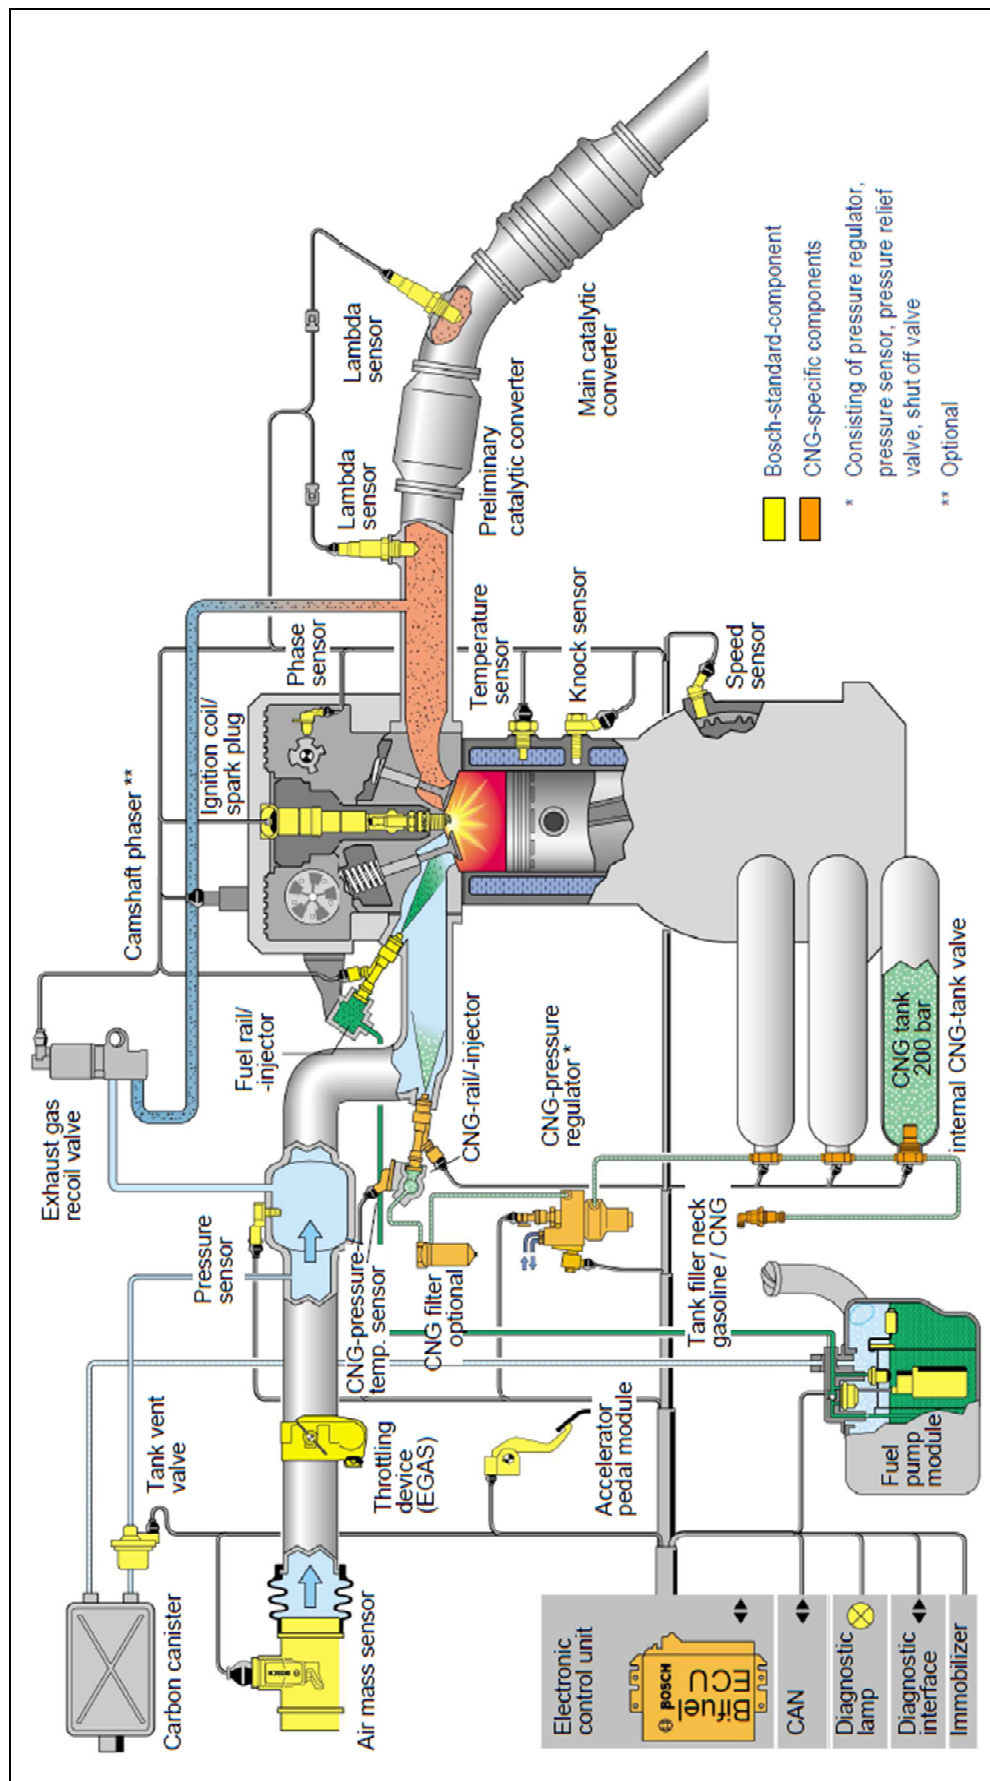 Carbon canister
Tank vent
valve
Air mass sensor
Throttling
device
(EGAS)
Pressure
sensor
Exhaust gas
recoil valve
Fuel rail/
-injector
Camshaft phaser **
Ignition coil/
spark plug
Phase
sensor
Lambda
sensor
Lambda
sensor
Preliminary
catalytic converter
Main catalytic
converter
Temperature
sensor
Knock sensor
Speed
sensor
CNG-rail/-injector
CNG-pressure
regulator *
CNG-pressure-
temp. sensor
CNG filter
optional
Accelerator
pedal module
Tank filler neck
gasoline / CNG
CNG tank
200 bar
internal CNG-tank valve
Fuel
pump
module
Electronic
control unit
BOSCH
Bifuel
ECU
BOSCH
CAN
Diagnostic
lamp
Diagnostic
interface
Immobilizer
Bosch-standard-component
CNG-specific components
* Consisting of pressure regulator,
pressure sensor, pressure relief
valve, shut off valve
** Optional